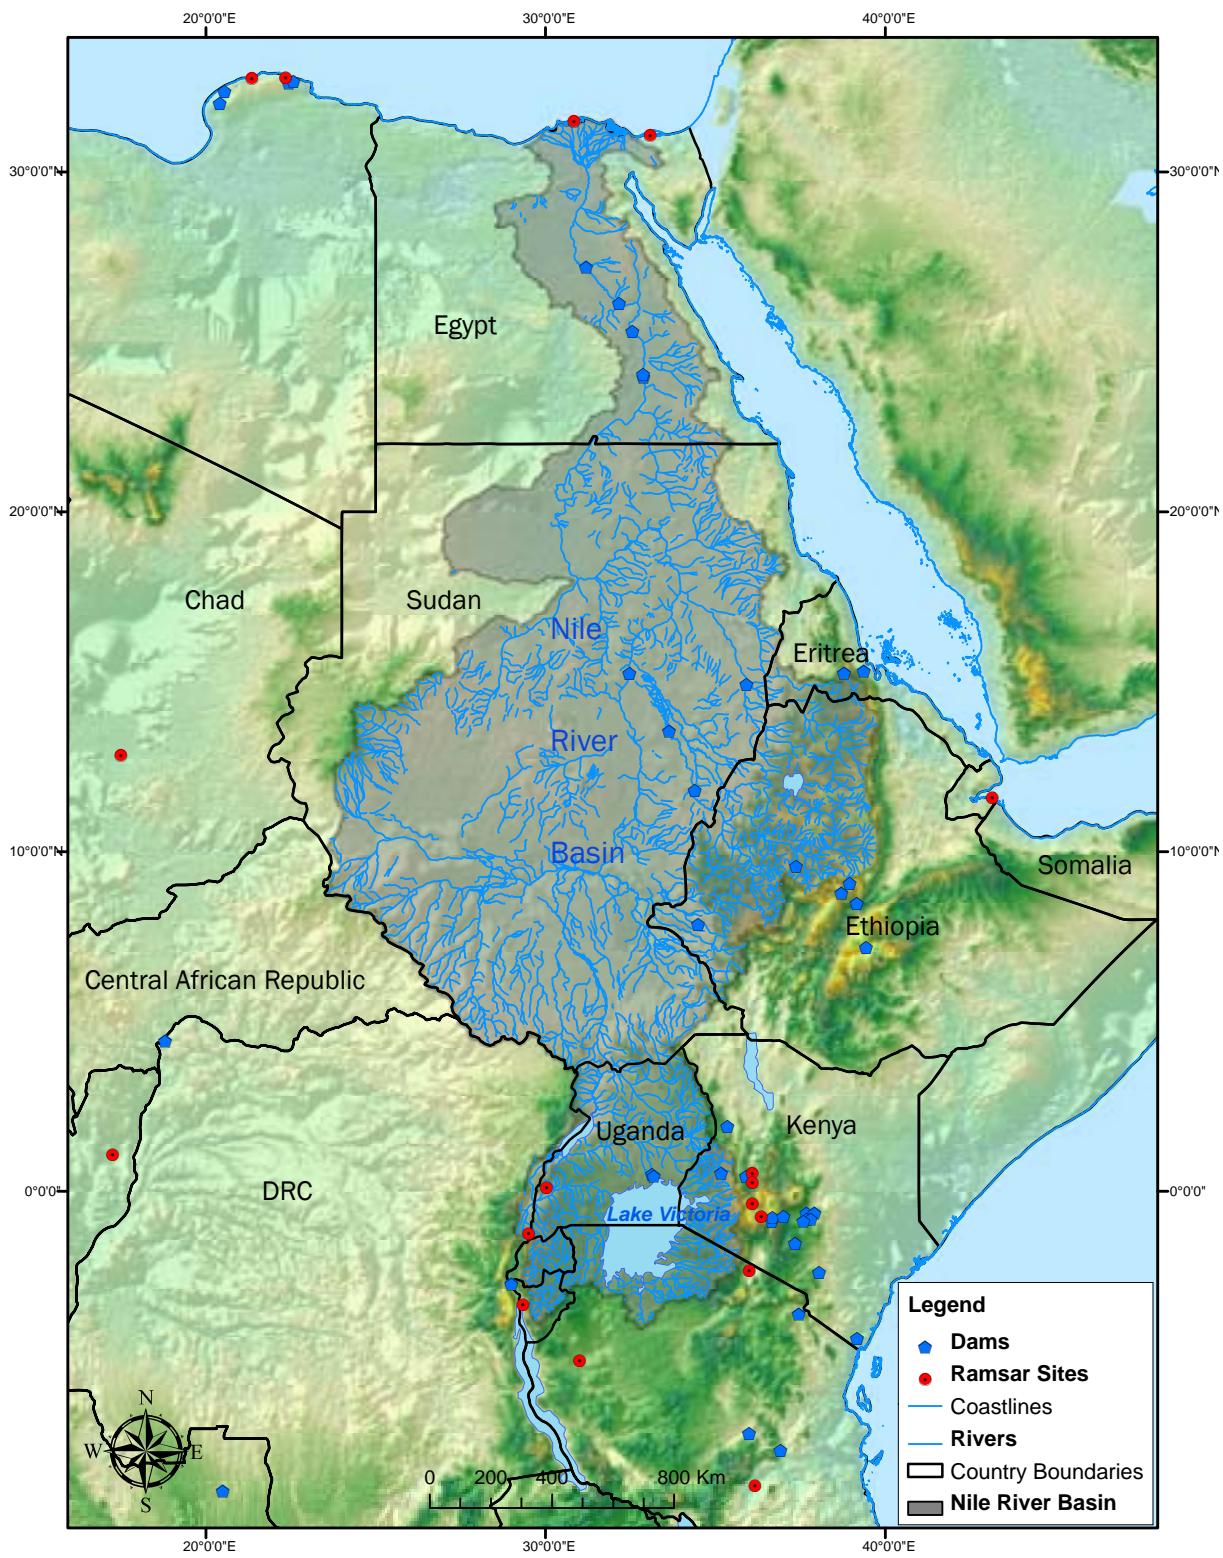 20°0'0"E 30°0'0"E 40°0'0"E
30°0'0"N 30°0'0"N
Egypt
20°0'0"N 20°0'0"N
Chad Sudan
Nile
Eritrea
River
Basin
10°0'0"N 10°0'0"N
Somalia
Ethiopia
Central African Republic
Uganda Kenya
DRC
0°0'0" 0°0'0"
Lake Victoria
Legend
Dams
Ramsar Sites
Coastlines
Rivers
Country Boundaries
Nile River Basin
N
W E
S
0 200 400 800 Km
20°0'0"E 30°0'0"E 40°0'0"E